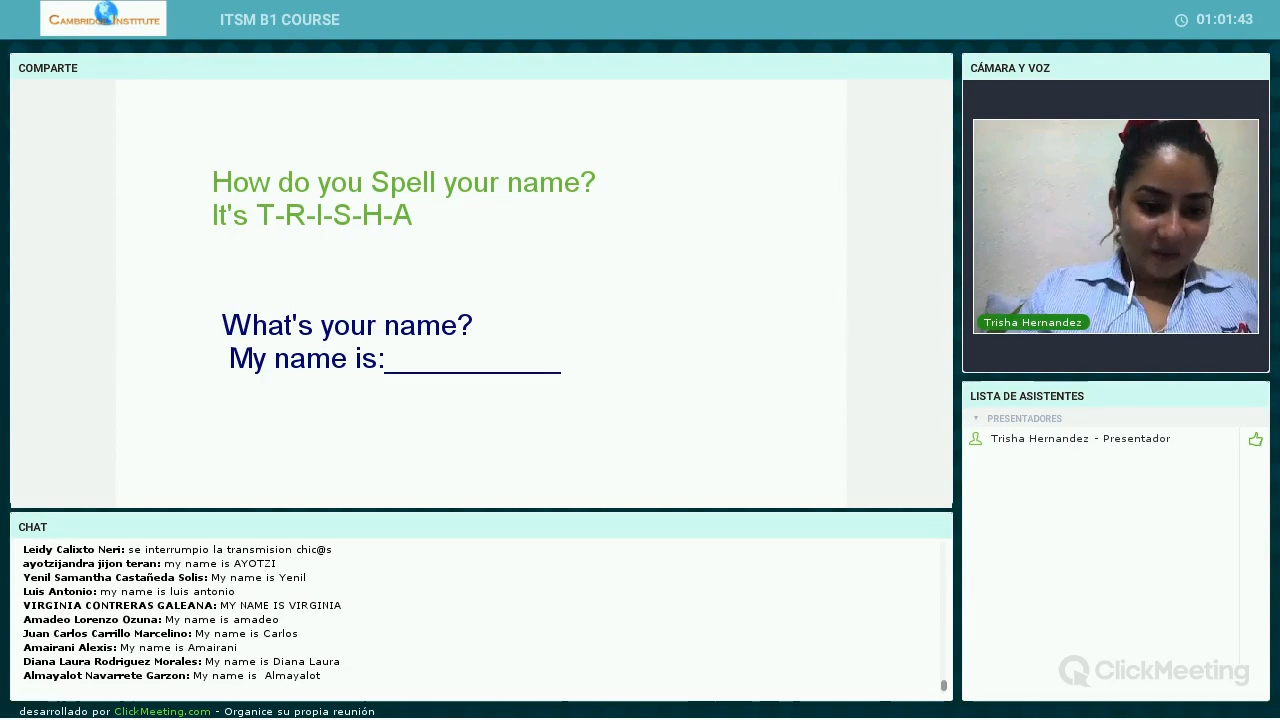 CAMBRIDGE INSTITUTE
ITSM B1 COURSE
01:01:43
COMPARTE
How do you Spell your name?
It's T-R-I-S-H-A
What's your name?
My name is:____________
CÁMARA Y VOZ
Trisha Hernandez
LISTA DE ASISTENTES
PRESENTADORES
Trisha Hernandez - Presentador
CHAT
Leidy Calixto Neri: se interrumpio la transmision chic@s
ayotzijandra jijon teran: my name is AYOTZI
Yenil Samantha Castañeda Solis: My name is Yenil
Luis Antonio: my name is luis antonio
VIRGINIA CONTRERAS GALEANA: MY NAME IS VIRGINIA
Amadeo Lorenzo Ozuna: My name is amadeo
Juan Carlos Carrillo Marcelino: My name is Carlos
Amairani Alexis: My name is Amairani
Diana Laura Rodriguez Morales: My name is Diana Laura
Almayalot Navarrete Garzon: My name is  Almayalot
ClickMeeting
desarrollado por ClickMeeting.com - Organice su propia reunión